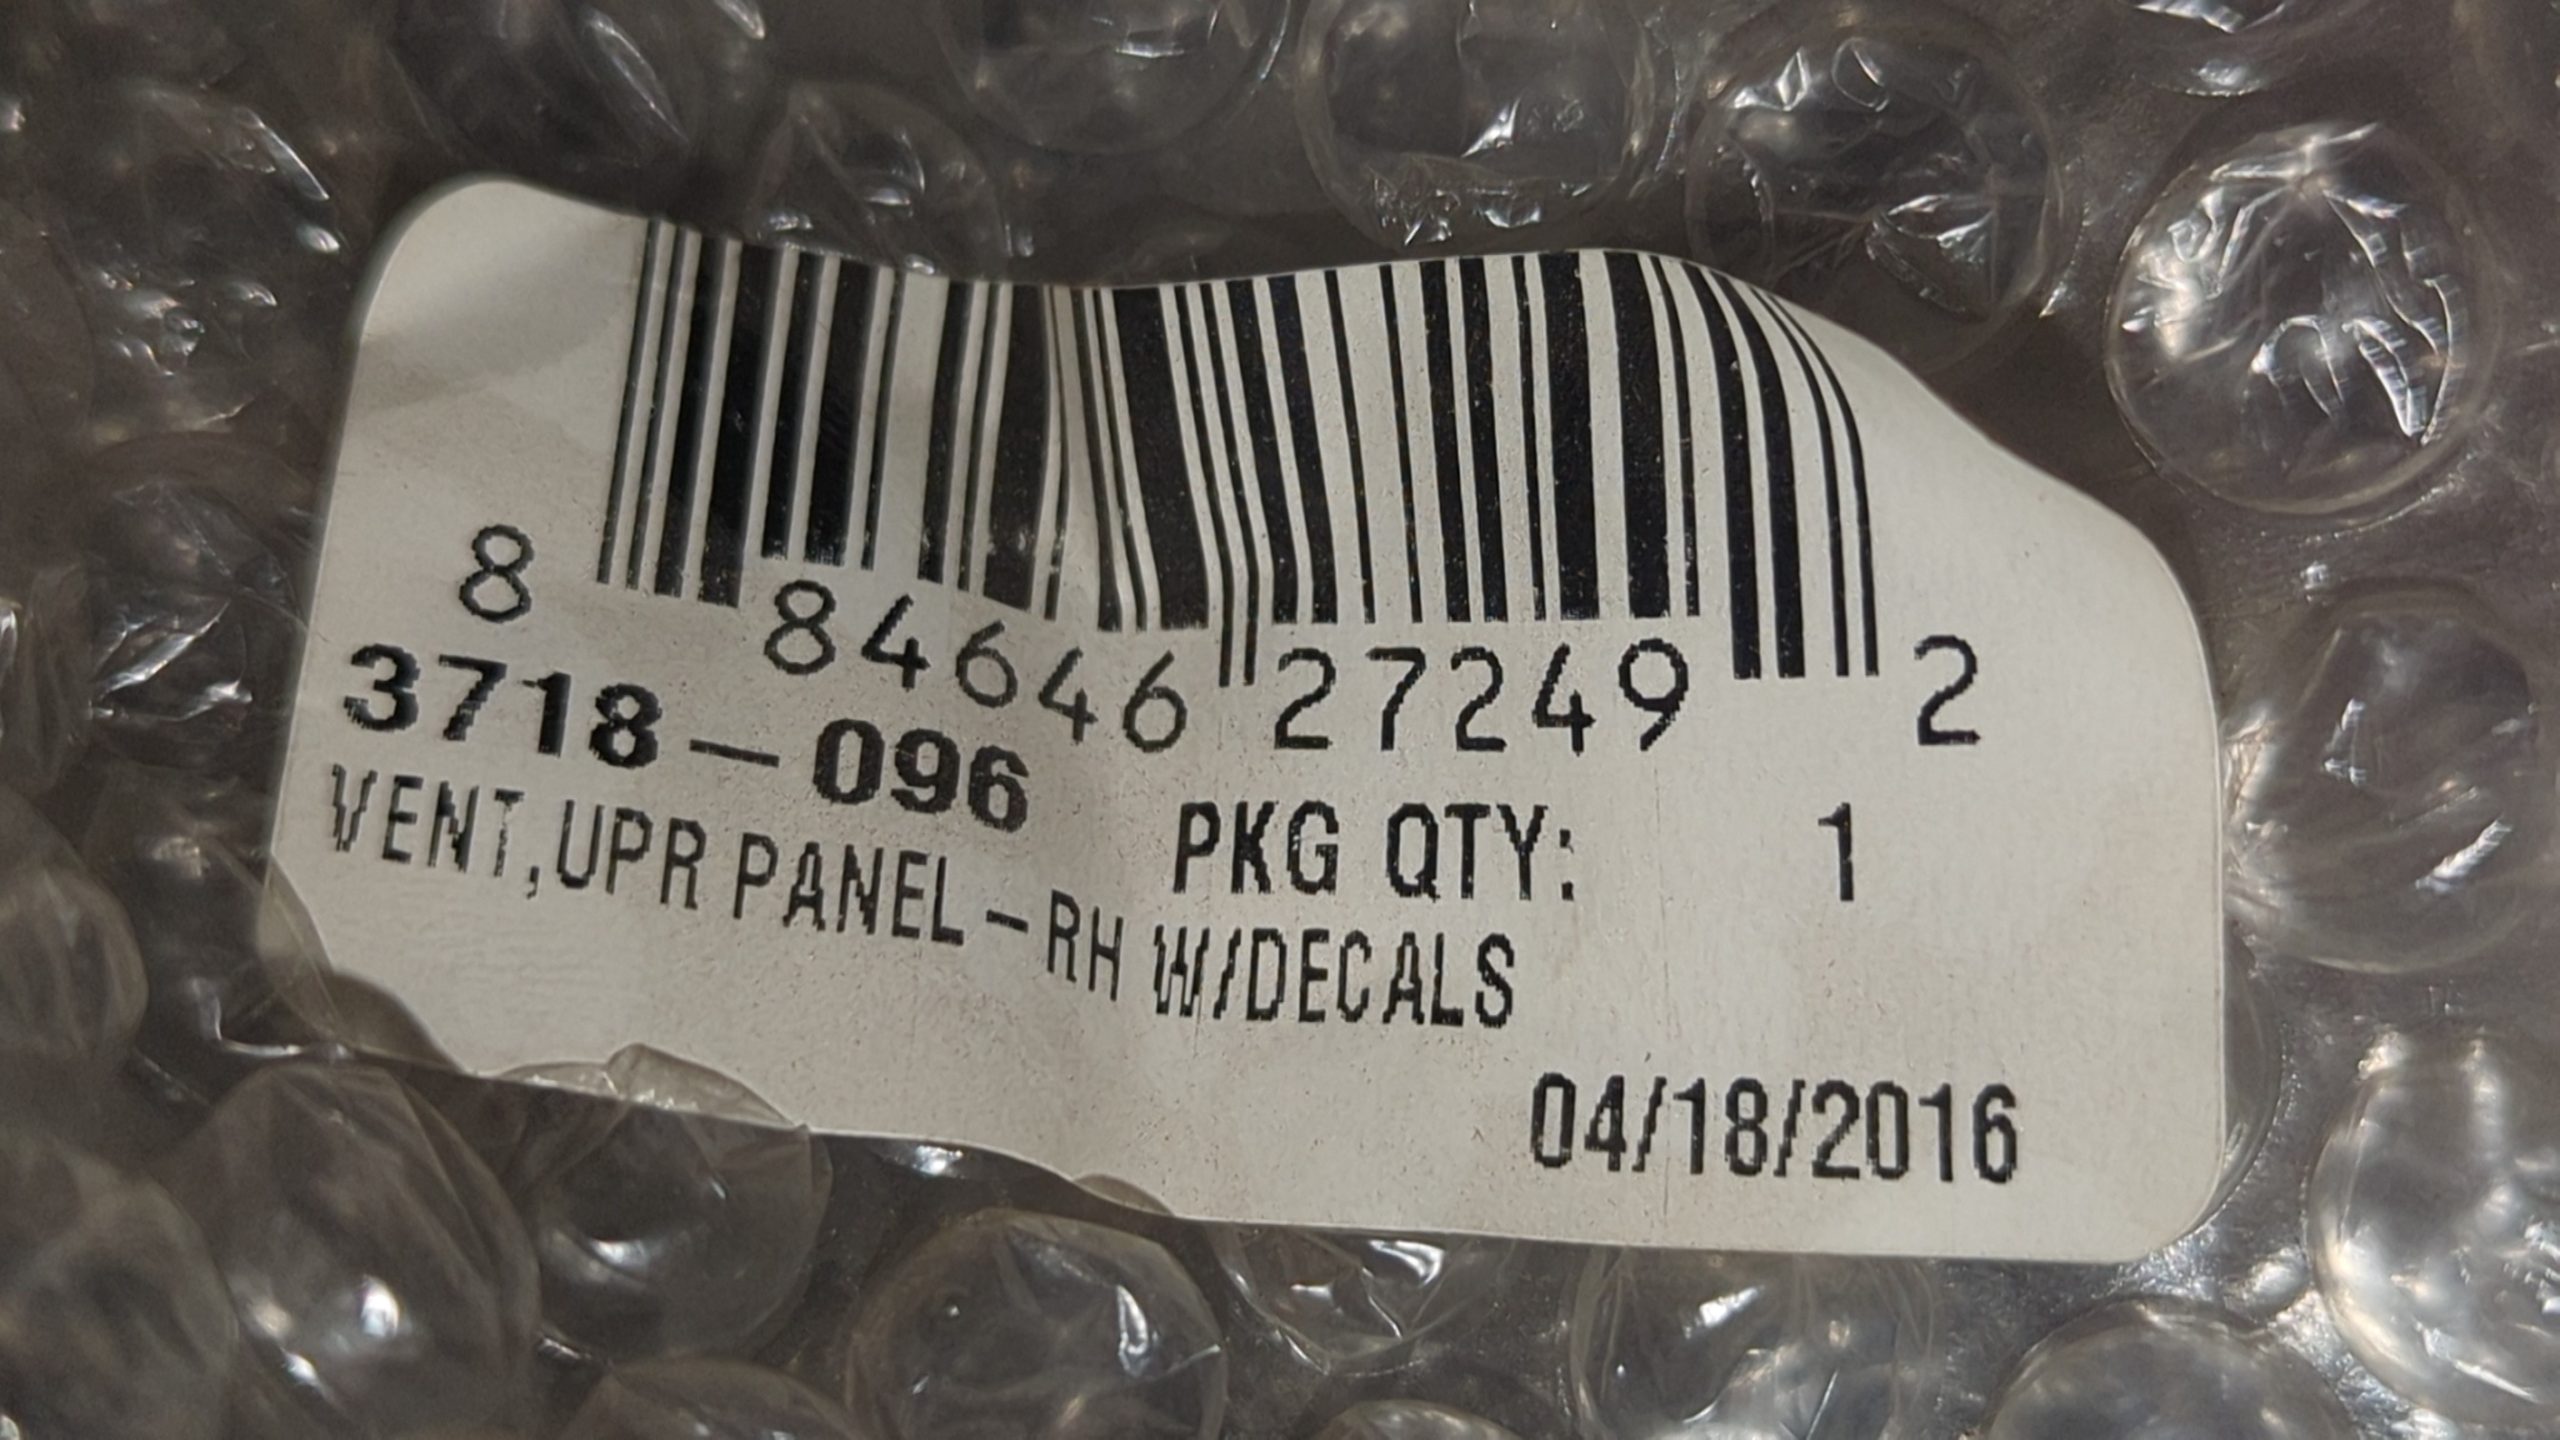 8 84646 27249 2
3718-096
PKG QTY: 1
VENT,UPR PANEL-RH W/DECALS
04/18/2016